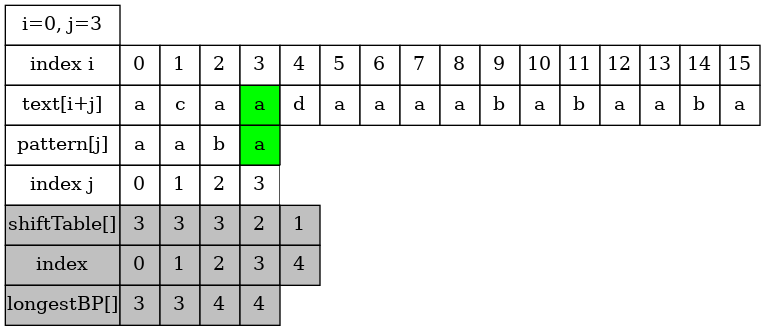 i=0, j=3
index i 0 1 2 3 4 5 6 7 8 9 10 11 12 13 14 15
text[i+j] a c a a d a a a a b a b a a b a
pattern[j] a a b a
index j 0 1 2 3
shiftTable[] 3 3 3 2 1
index 0 1 2 3 4
longestBP[] 3 3 4 4